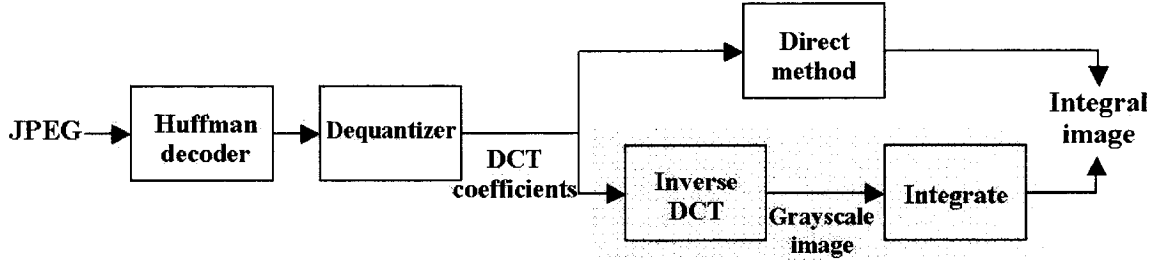 JPEG
Huffman
decoder
Dequantizer
DCT
coefficients
Direct
method
Inverse
DCT
Grayscale
image
Integrate
Integral
image